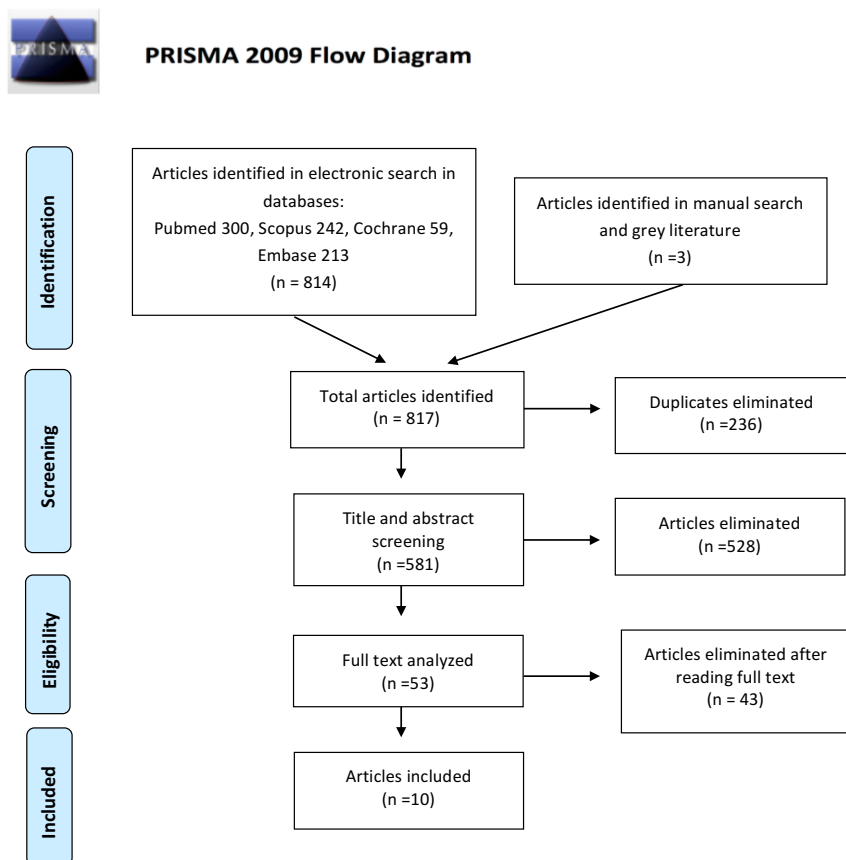 PRISMA
PRISMA 2009 Flow Diagram
Identification
Articles identified in electronic search in
databases:
Pubmed 300, Scopus 242, Cochrane 59,
Embase 213
(n = 814)
Articles identified in manual search
and grey literature
(n =3)
Screening
Total articles identified
(n = 817)
Duplicates eliminated
(n =236)
Title and abstract
screening
(n =581)
Articles eliminated
(n =528)
Eligibility
Full text analyzed
(n =53)
Articles eliminated after
reading full text
(n = 43)
Included
Articles included
(n =10)